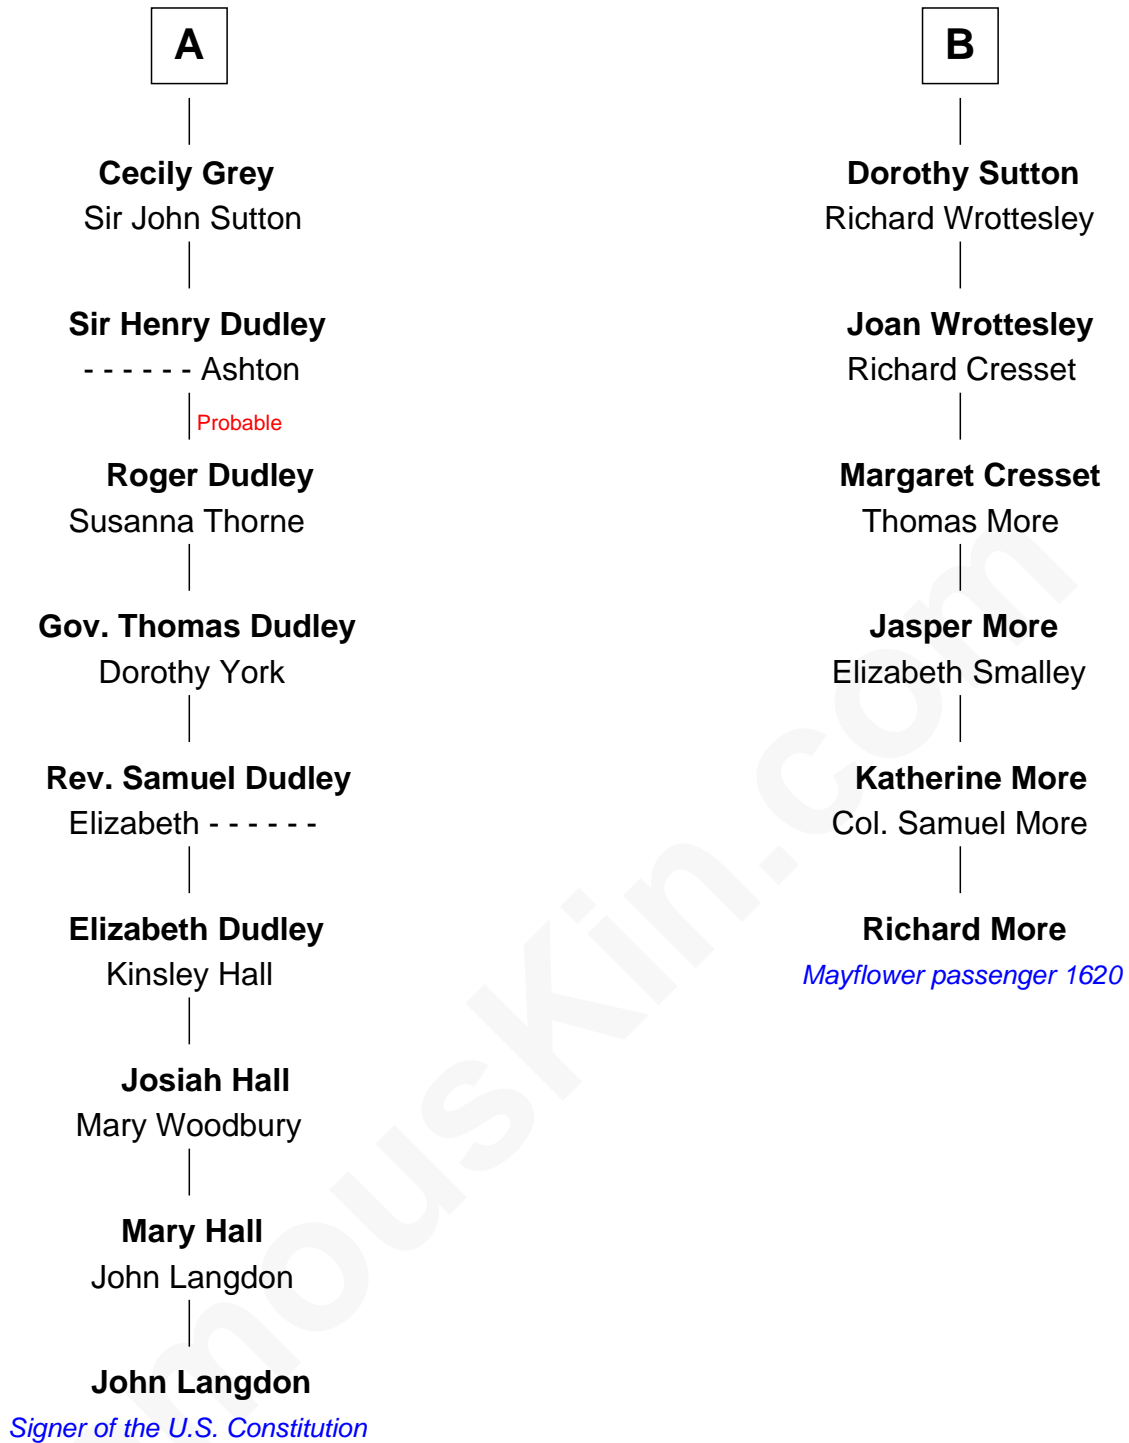 A
Cecily Grey
Sir John Sutton
Sir Henry Dudley
- - - - - - Ashton
Probable
Roger Dudley
Susanna Thorne
Gov. Thomas Dudley
Dorothy York
Rev. Samuel Dudley
Elizabeth - - - - - -
Elizabeth Dudley
Kinsley Hall
Josiah Hall
Mary Woodbury
Mary Hall
John Langdon
John Langdon
Signer of the U.S. Constitution
B
Dorothy Sutton
Richard Wrottesley
Joan Wrottesley
Richard Cresset
Margaret Cresset
Thomas More
Jasper More
Elizabeth Smalley
Katherine More
Col. Samuel More
Richard More
Mayflower passenger 1620
mousKin.com